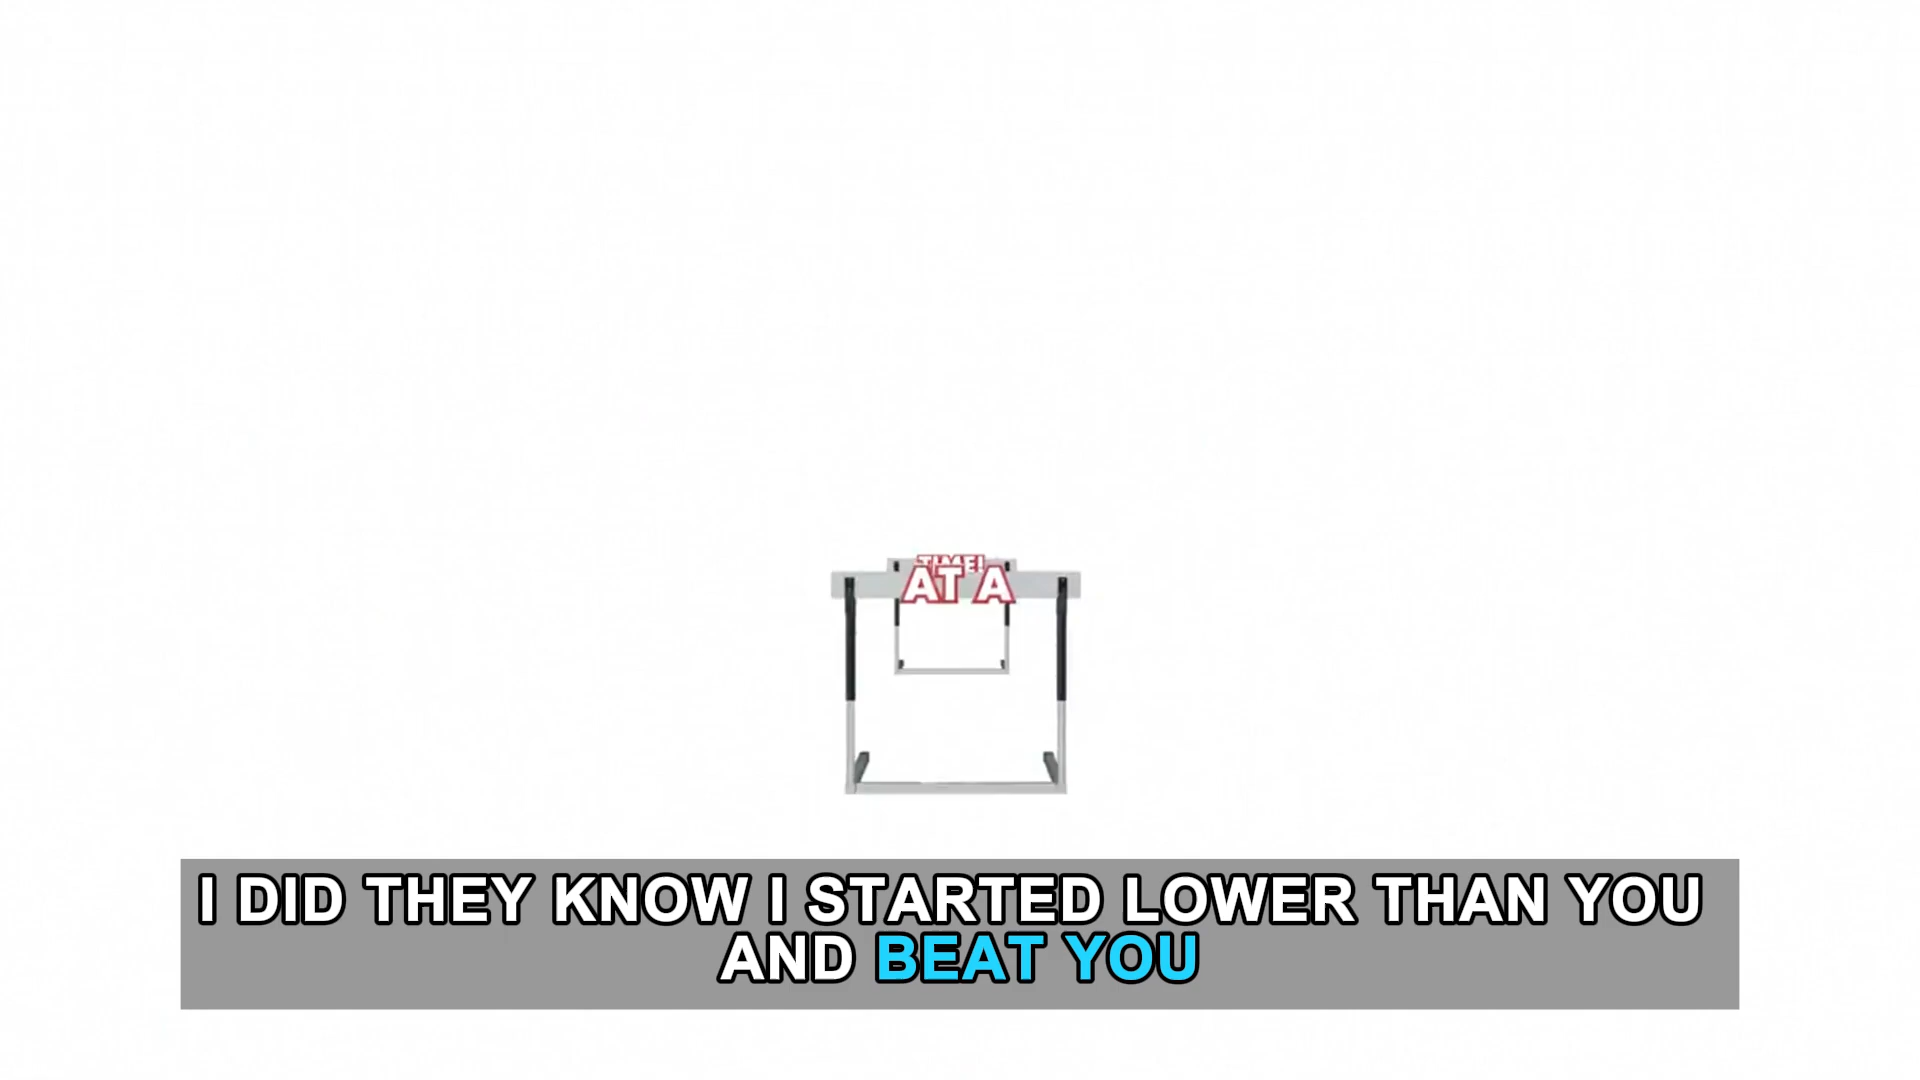 TIME!
AT A
I DID THEY KNOW I STARTED LOWER THAN YOU
AND BEAT YOU